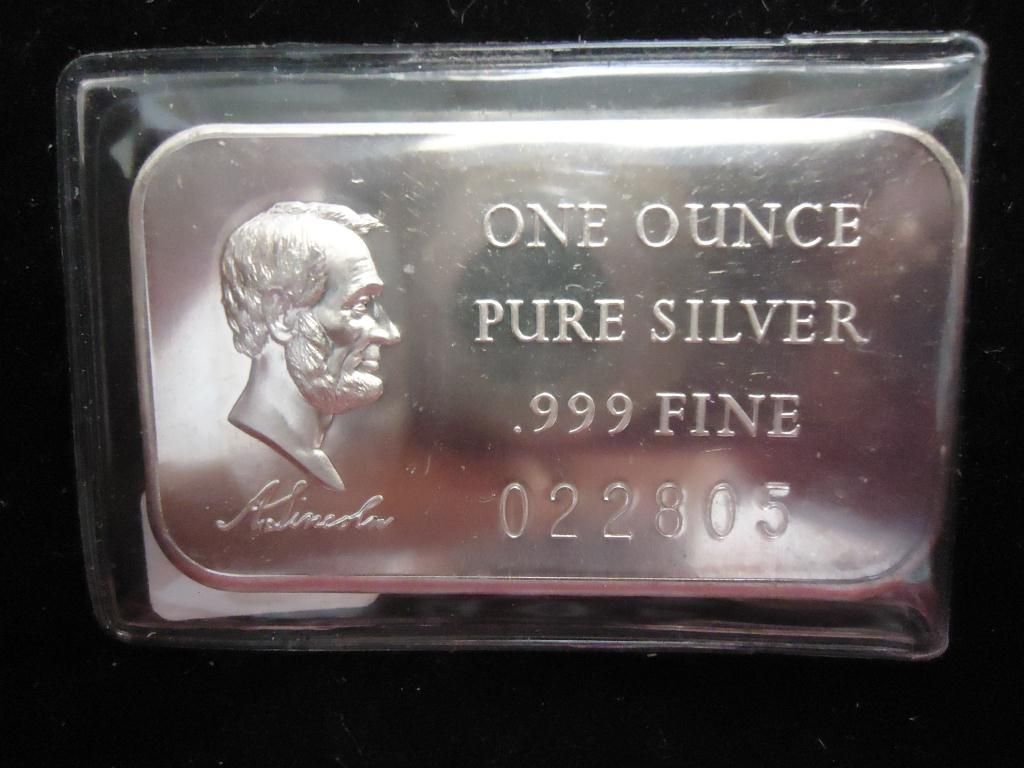 ONE OUNCE
PURE SILVER
.999 FINE
022805
A. Lincoln